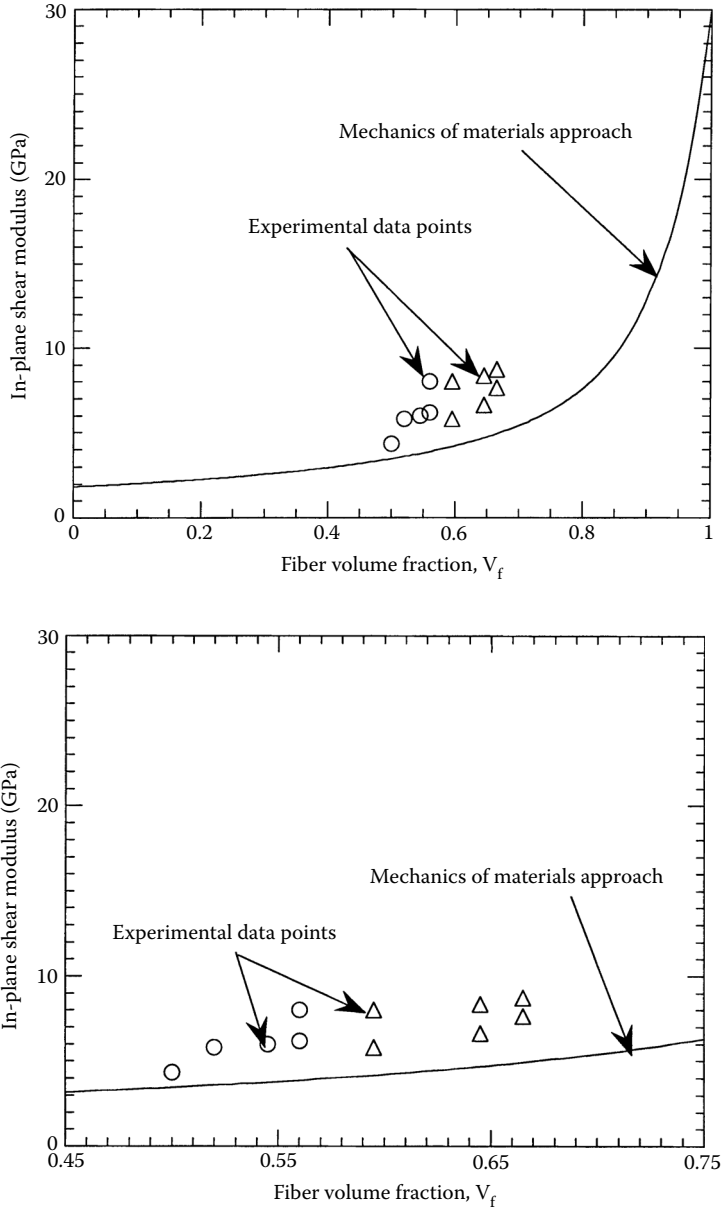 30
20
10
0
In-plane shear modulus (GPa)
Mechanics of materials approach
Experimental data points
0
0.2
0.4
0.6
0.8
1
Fiber volume fraction, Vf
30
20
10
0
In-plane shear modulus (GPa)
Mechanics of materials approach
Experimental data points
0.45
0.55
0.65
0.75
Fiber volume fraction, Vf